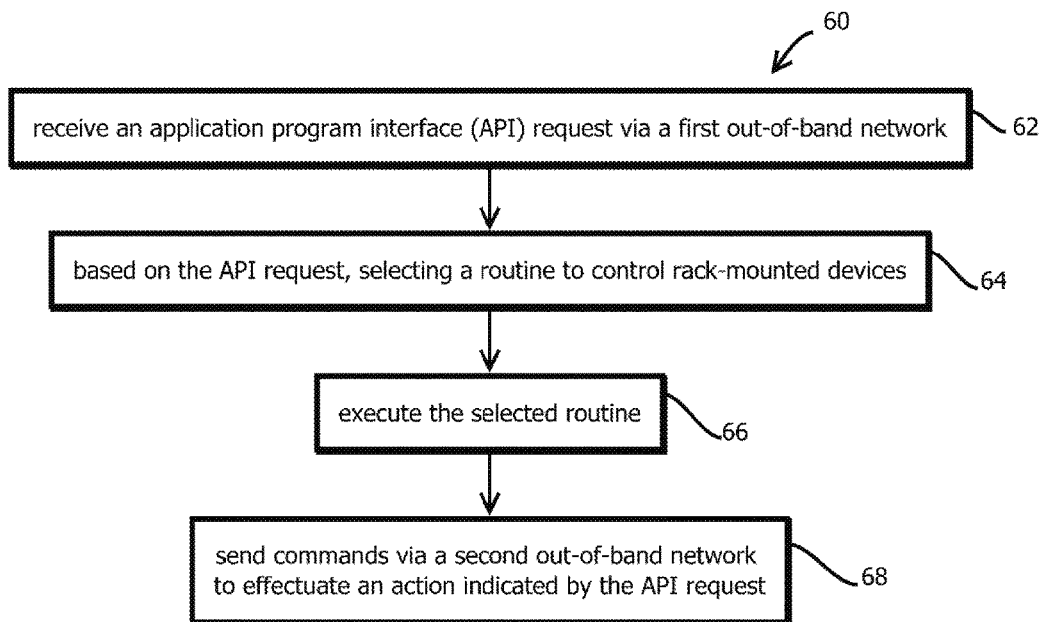 60
receive an application program interface (API) request via a first out-of-band network
62
based on the API request, selecting a routine to control rack-mounted devices
64
execute the selected routine
66
send commands via a second out-of-band network
to effectuate an action indicated by the API request
68